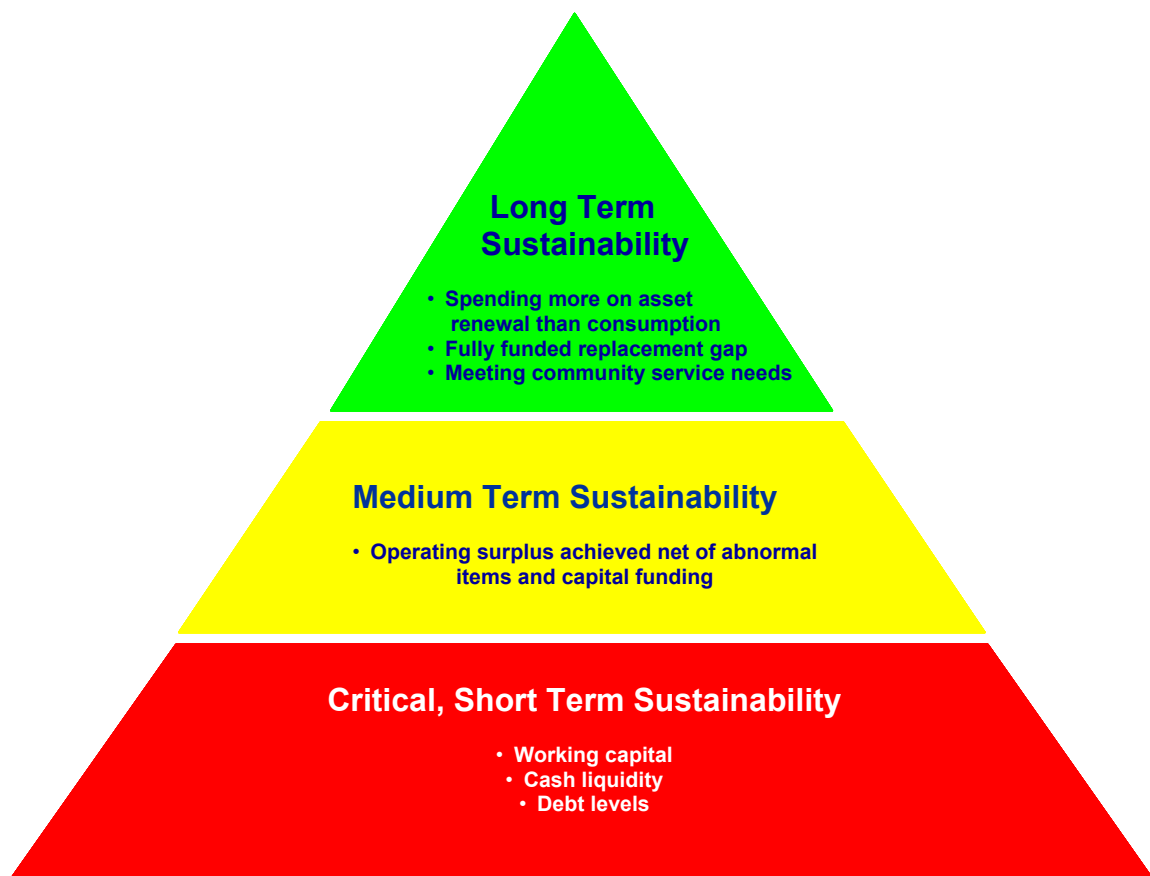 Long Term
Sustainability
• Spending more on asset
renewal than consumption
• Fully funded replacement gap
• Meeting community service needs
Medium Term Sustainability
• Operating surplus achieved net of abnormal
items and capital funding
Critical, Short Term Sustainability
• Working capital
• Cash liquidity
• Debt levels